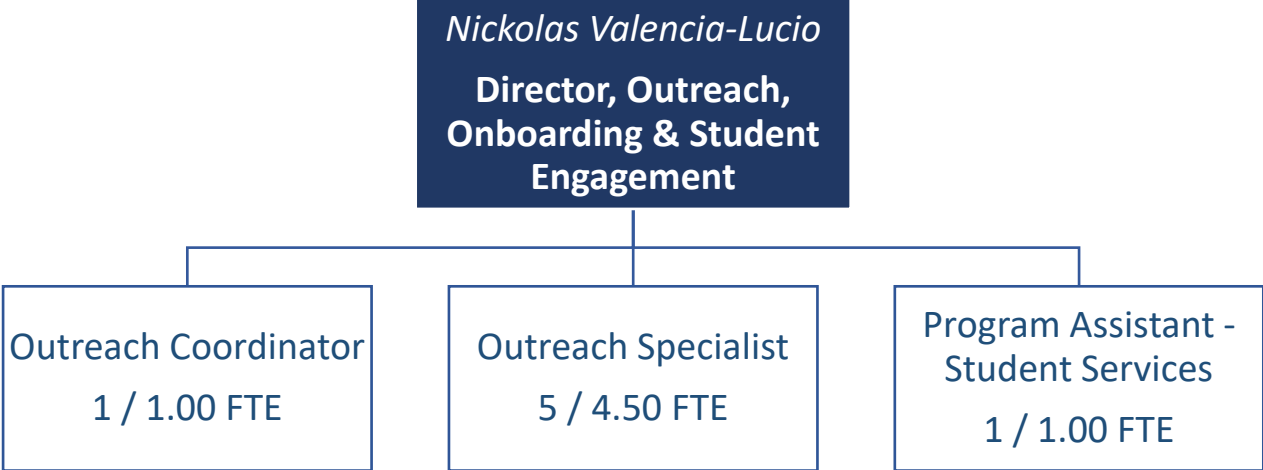 Nickolas Valencia-Lucio
Director, Outreach,
Onboarding & Student
Engagement
Outreach Coordinator
1 / 1.00 FTE
Outreach Specialist
5 / 4.50 FTE
Program Assistant -
Student Services
1 / 1.00 FTE